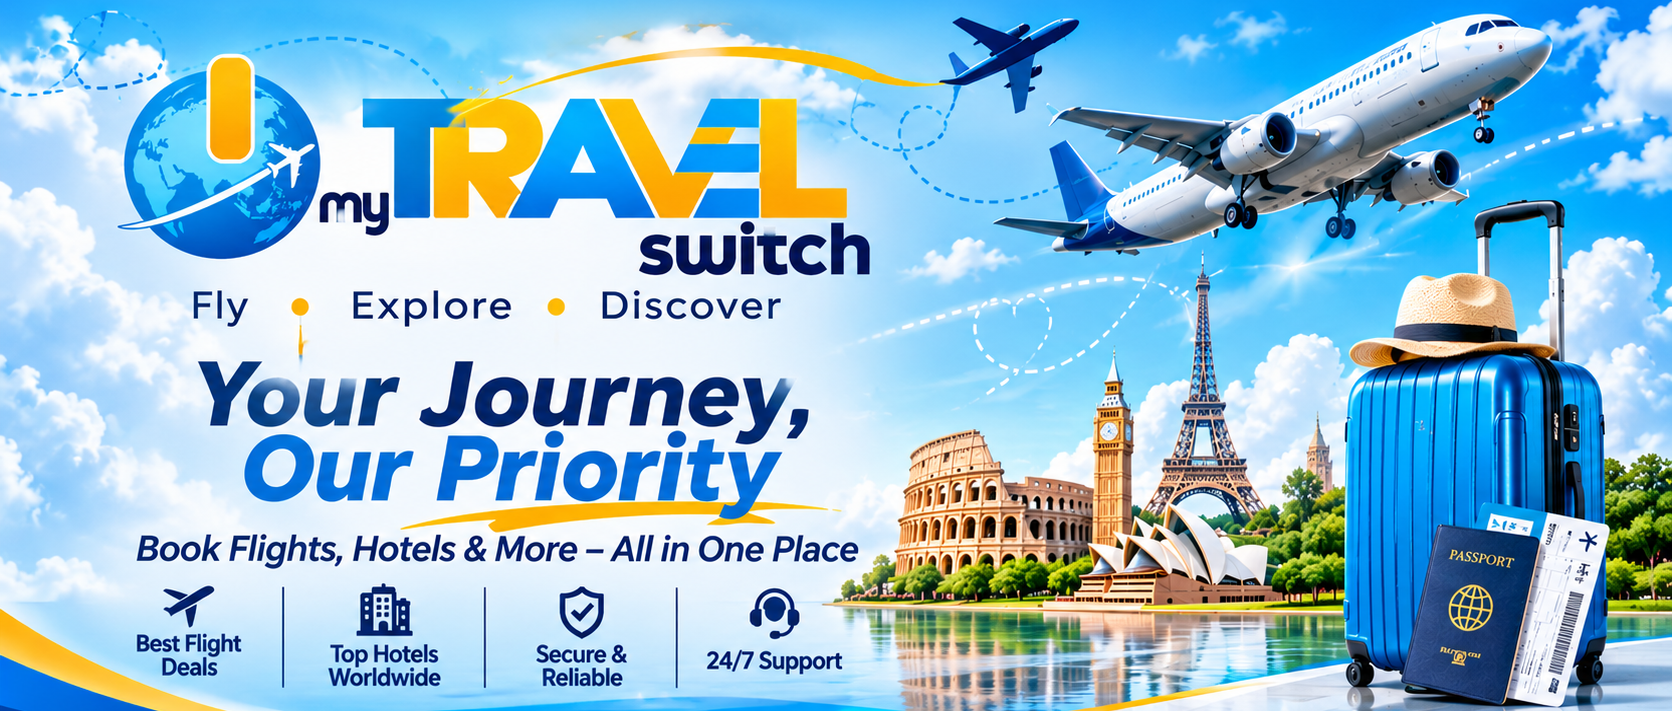 my TRAVEL
switch
Fly • Explore • Discover
Your Journey,
Our Priority
Book Flights, Hotels & More – All in One Place
Best Flight
Deals
Top Hotels
Worldwide
Secure &
Reliable
24/7 Support
PASSPORT